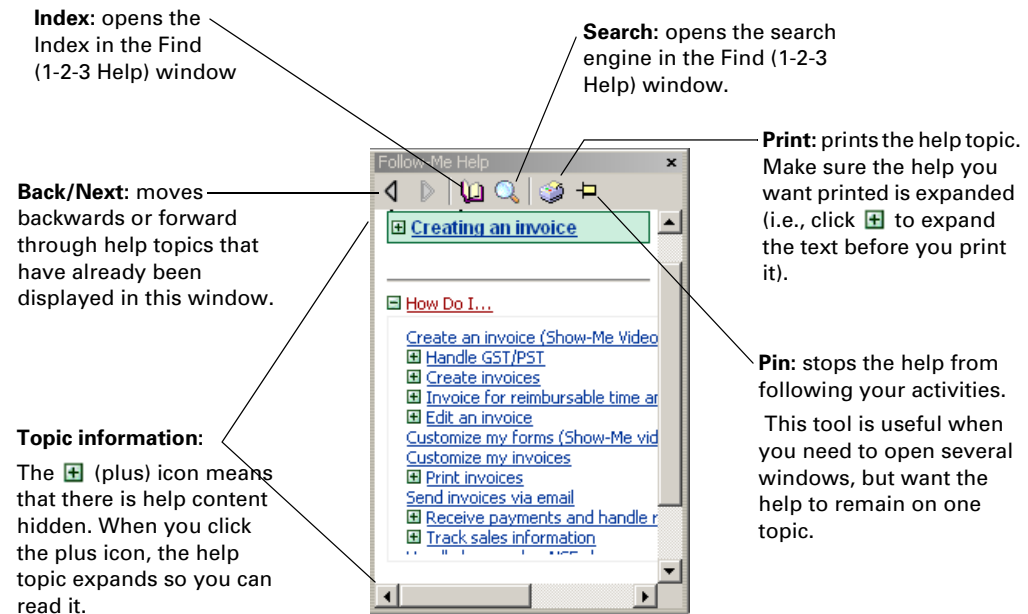 Index: opens the
Index in the Find
(1-2-3 Help) window
Search: opens the search
engine in the Find (1-2-3
Help) window.
Print: prints the help topic.
Make sure the help you
want printed is expanded
(i.e., click to expand
the text before you print
it).
Back/Next: moves
backwards or forward
through help topics that
have already been
displayed in this window.
Follow-Me Help
Creating an invoice
How Do I...
Create an invoice (Show-Me Video
Handle GST/PST
Create invoices
Invoice for reimbursable time ar
Edit an invoice
Customize my forms (Show-Me vid
Customize my invoices
Print invoices
Send invoices via email
Receive payments and handle r
Track sales information
Pin: stops the help from
following your activities.
This tool is useful when
you need to open several
windows, but want the
help to remain on one
topic.
Topic information:
The (plus) icon means
that there is help content
hidden. When you click
the plus icon, the help
topic expands so you can
read it.